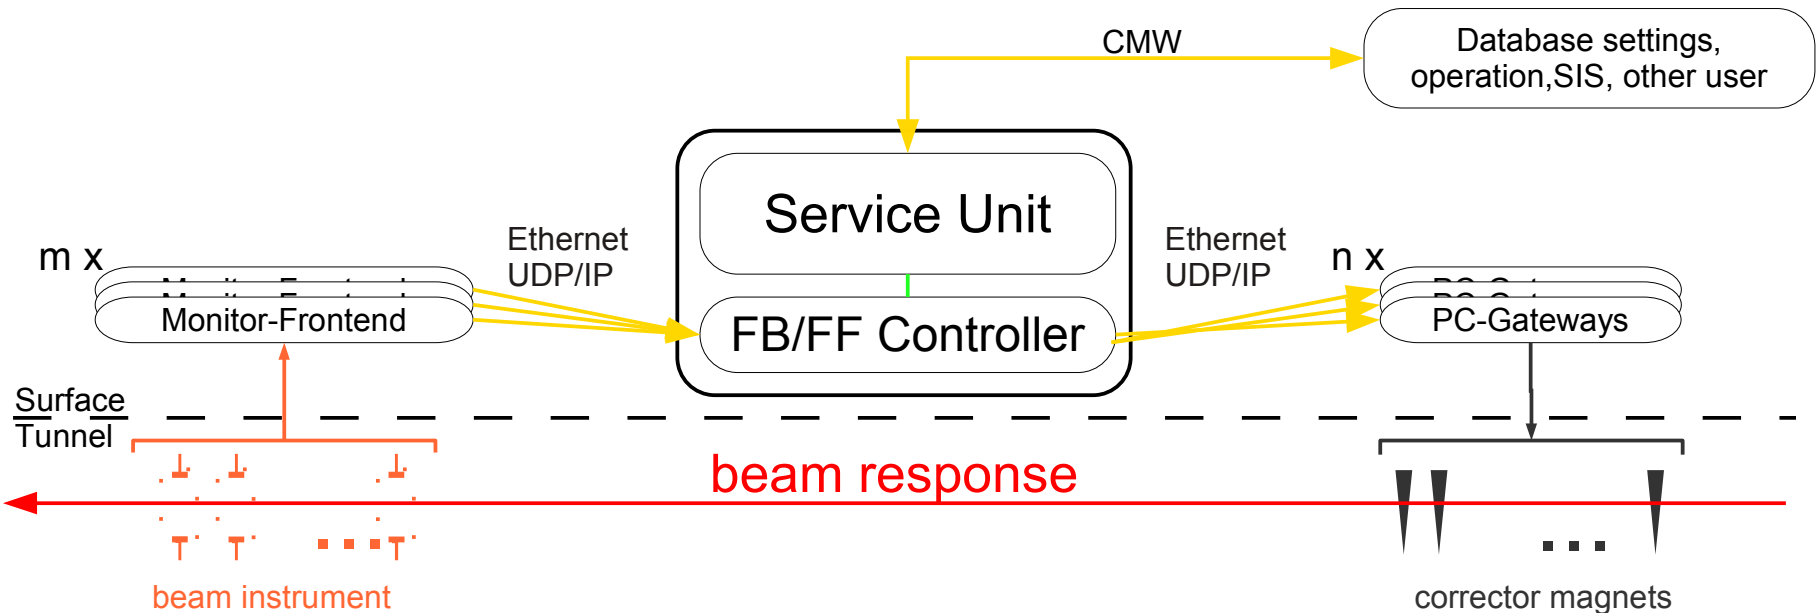 CMW
Database settings,
operation,SIS, other user
Service Unit
Ethernet
UDP/IP
Ethernet
UDP/IP
m x
n x
Monitor-Frontend
FB/FF Controller
PC-Gateways
Surface
Tunnel
beam response
beam instrument
corrector magnets